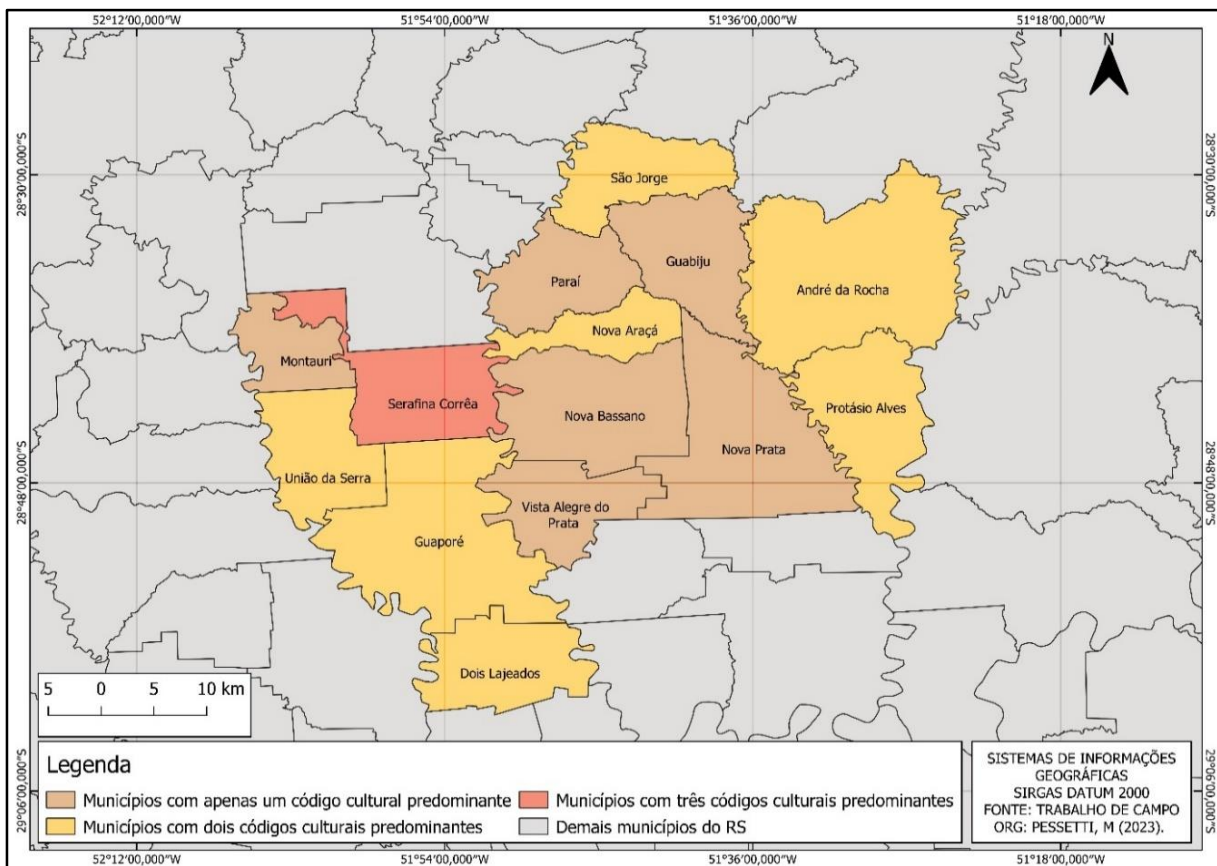 52°12'00,000"W 51°54'00,000"W 51°36'00,000"W 51°18'00,000"W
N
28°30'00,000"S
28°30'00,000"S
São Jorge
Guabiju
Paraí
André da Rocha
Nova Araçá
Montauri
Serafina Corrêa
Protásio Alves
Nova Bassano
Nova Prata
União da Serra
28°48'00,000"S
28°48'00,000"S
Vista Alegre do
Prata
Guaporé
Dois Lajeados
5 0 5 10 km
29°06'00,000"S
29°06'00,000"S
Legenda
Municípios com apenas um código cultural predominante
Municípios com três códigos culturais predominantes
Municípios com dois códigos culturais predominantes
Demais municípios do RS
SISTEMAS DE INFORMAÇÕES
GEOGRÁFICAS
SIRGAS DATUM 2000
FONTE: TRABALHO DE CAMPO
ORG: PESSETTI, M (2023).
52°12'00,000"W 51°54'00,000"W 51°36'00,000"W 51°18'00,000"W